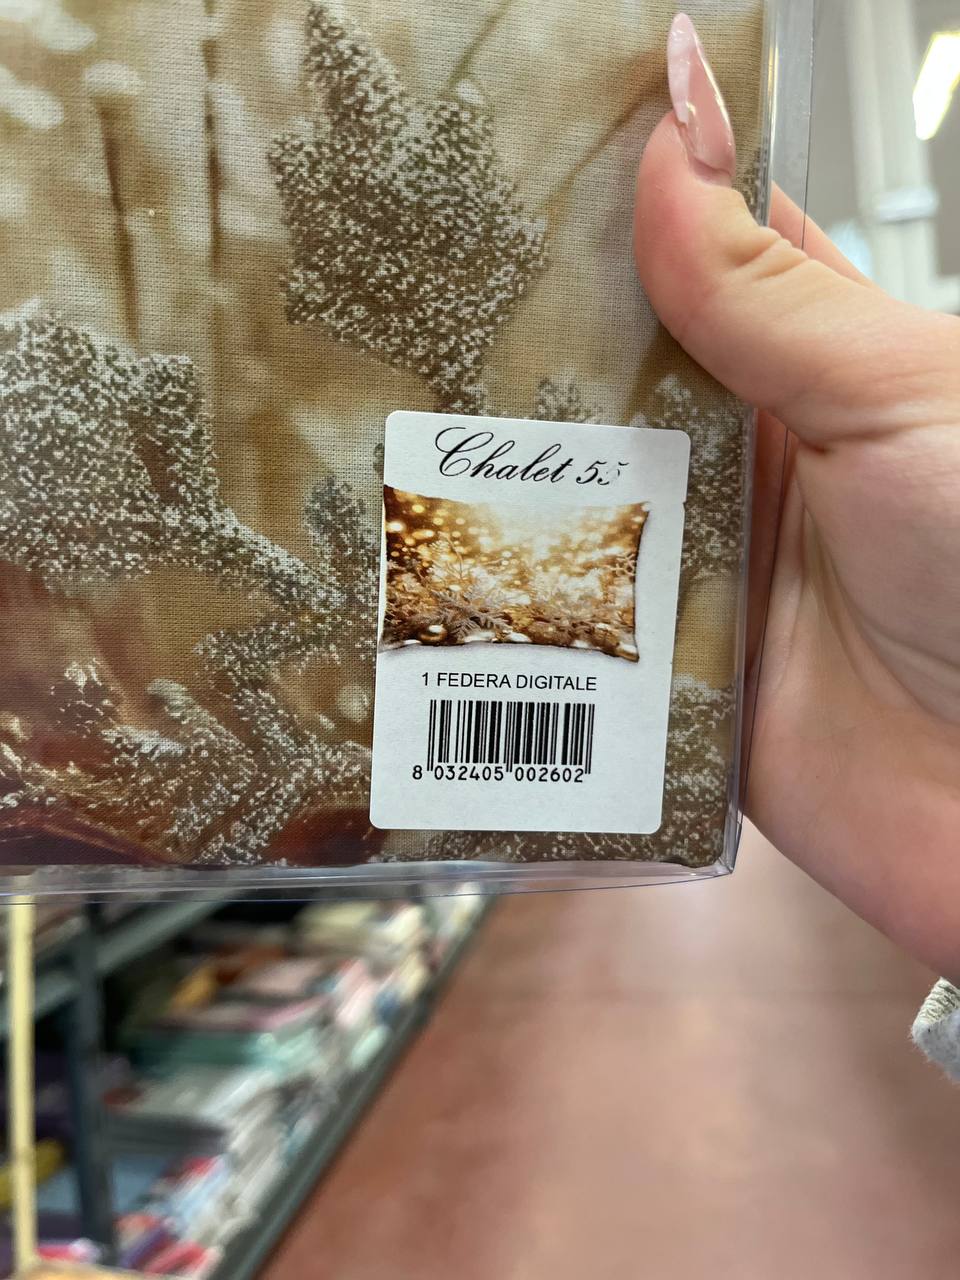 Chalet 55
1 FEDERA DIGITALE
8 032405 002602